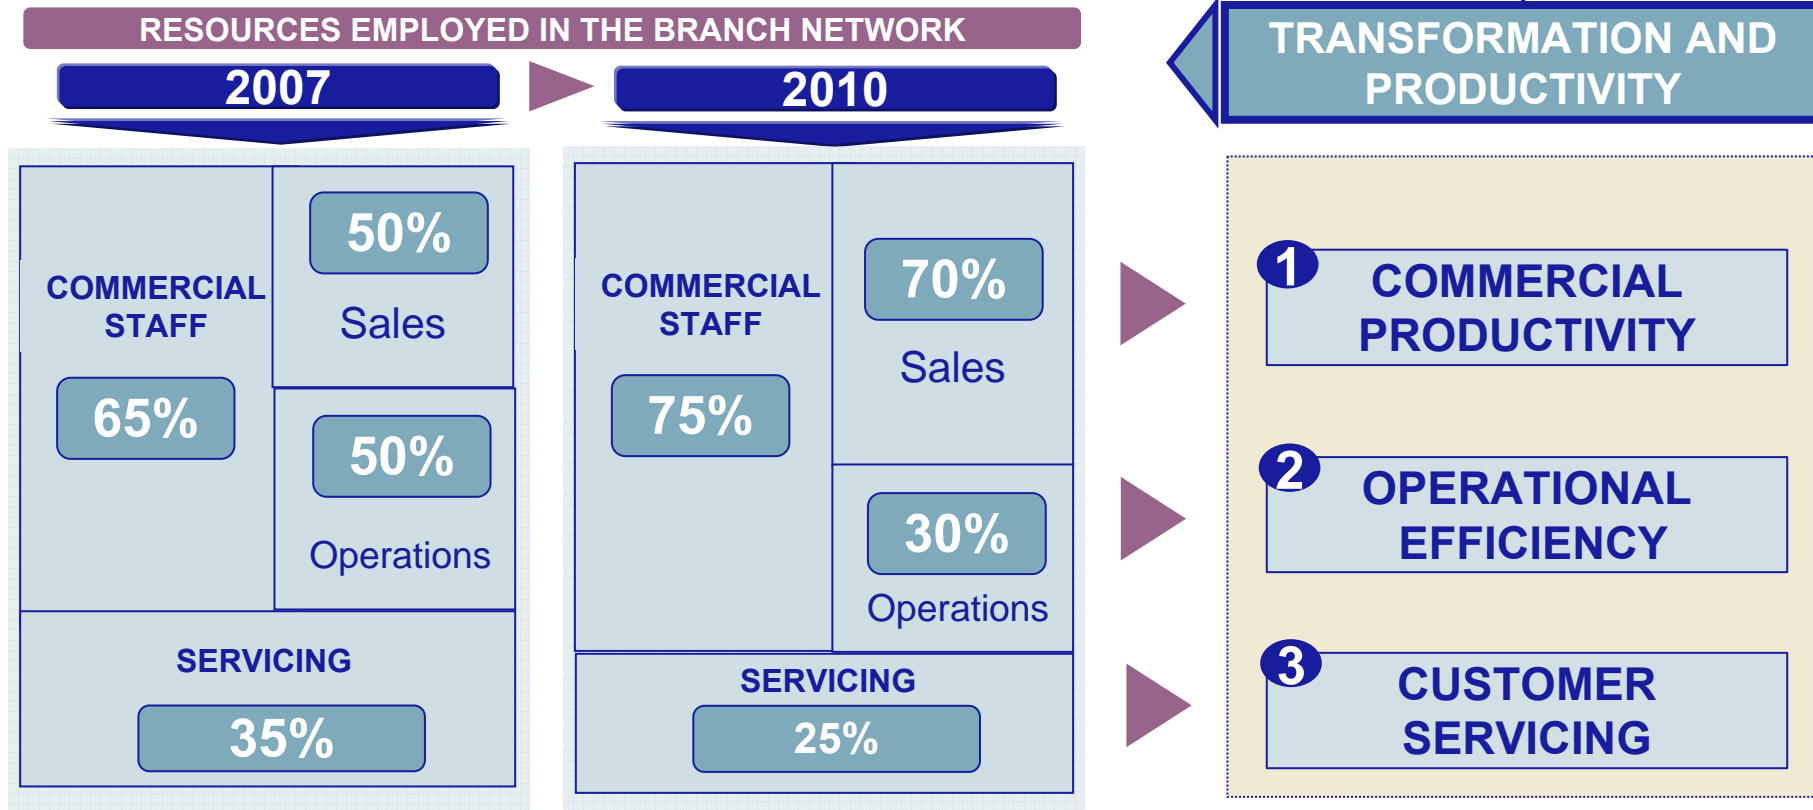 RESOURCES EMPLOYED IN THE BRANCH NETWORK
2007
2010
COMMERCIAL
STAFF
65%
50%
Sales
50%
Operations
SERVICING
35%
COMMERCIAL
STAFF
75%
70%
Sales
30%
Operations
SERVICING
25%
TRANSFORMATION AND
PRODUCTIVITY
1
COMMERCIAL
PRODUCTIVITY
2
OPERATIONAL
EFFICIENCY
3
CUSTOMER
SERVICING